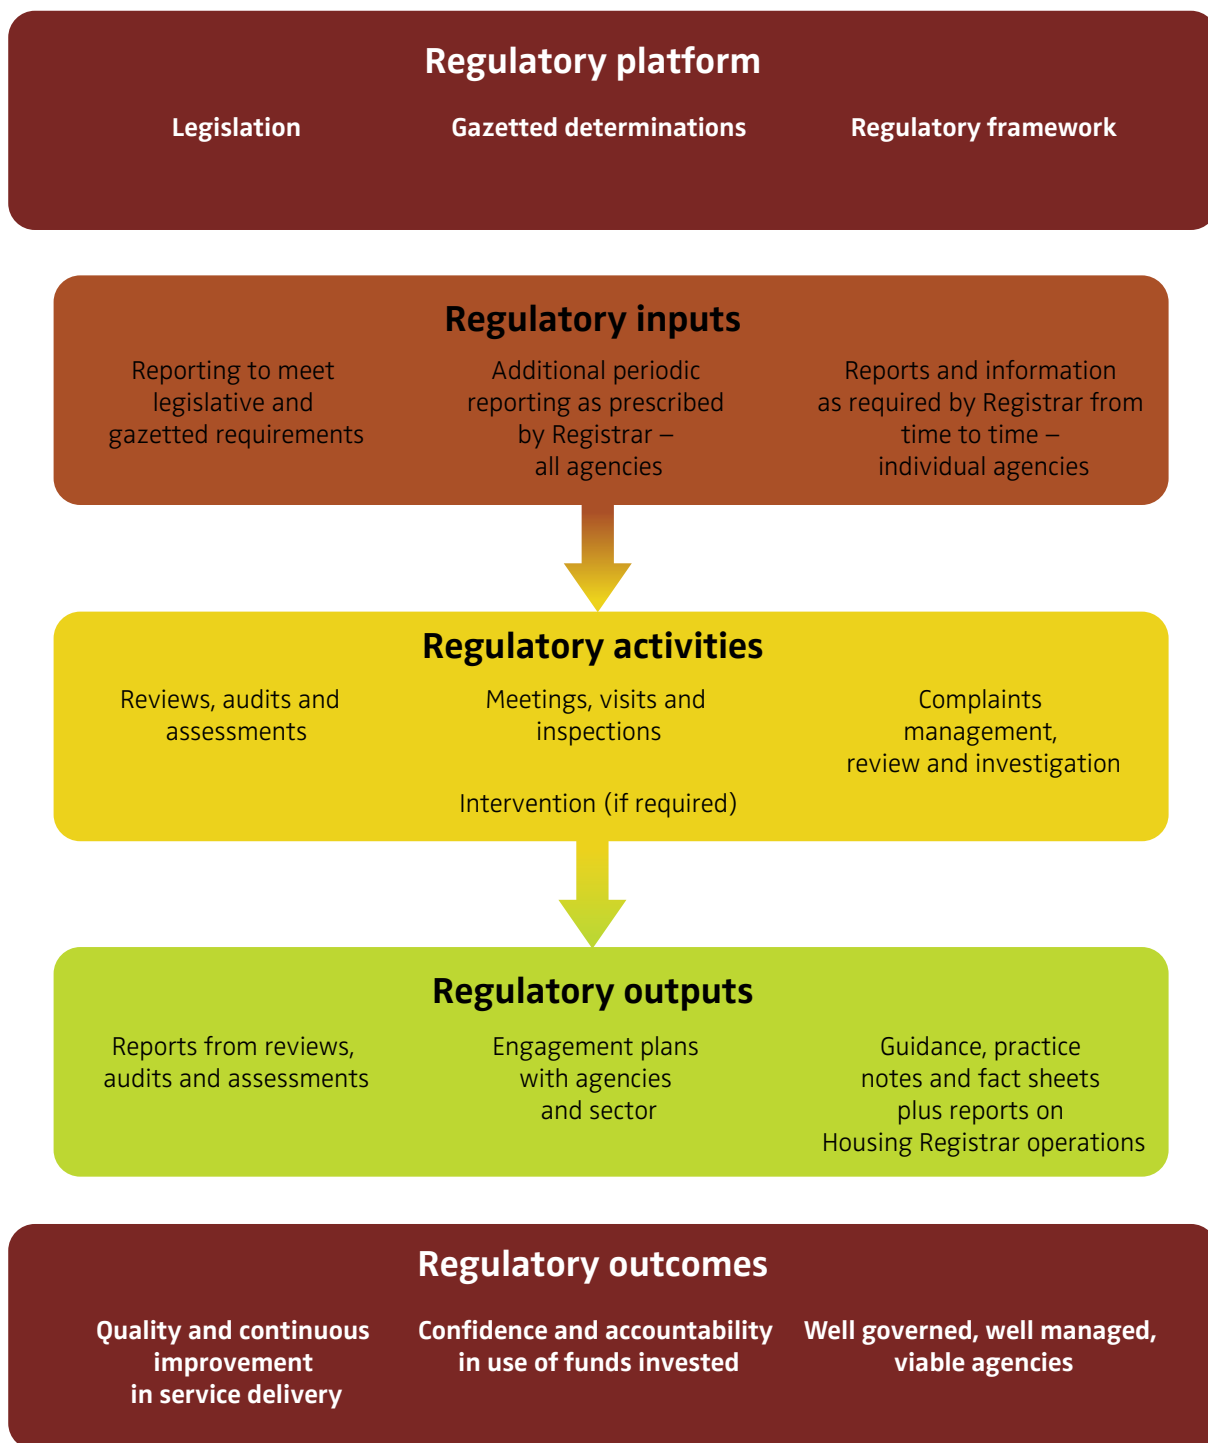 Regulatory platform
Legislation
Gazetted determinations
Regulatory framework
Regulatory inputs
Reporting to meet
legislative and
gazetted requirements
Additional periodic
reporting as prescribed
by Registrar –
all agencies
Reports and information
as required by Registrar from
time to time –
individual agencies
Regulatory activities
Reviews, audits and
assessments
Meetings, visits and
inspections
Complaints
management,
review and investigation
Intervention (if required)
Regulatory outputs
Reports from reviews,
audits and assessments
Engagement plans
with agencies
and sector
Guidance, practice
notes and fact sheets
plus reports on
Housing Registrar operations
Regulatory outcomes
Quality and continuous
improvement
in service delivery
Confidence and accountability
in use of funds invested
Well governed, well managed,
viable agencies